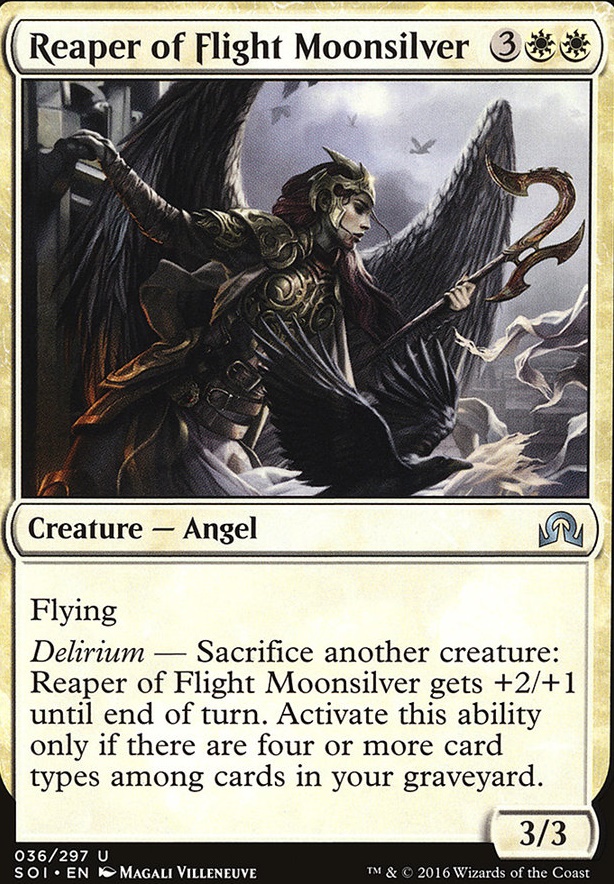 Reaper of Flight Moonsilver 3
Creature — Angel
Flying
Delirium — Sacrifice another creature:
Reaper of Flight Moonsilver gets +2/+1
until end of turn. Activate this ability
only if there are four or more card
types among cards in your graveyard.
3/3
036/297 U
SOI • EN Magali Villeneuve
™ & © 2016 Wizards of the Coast